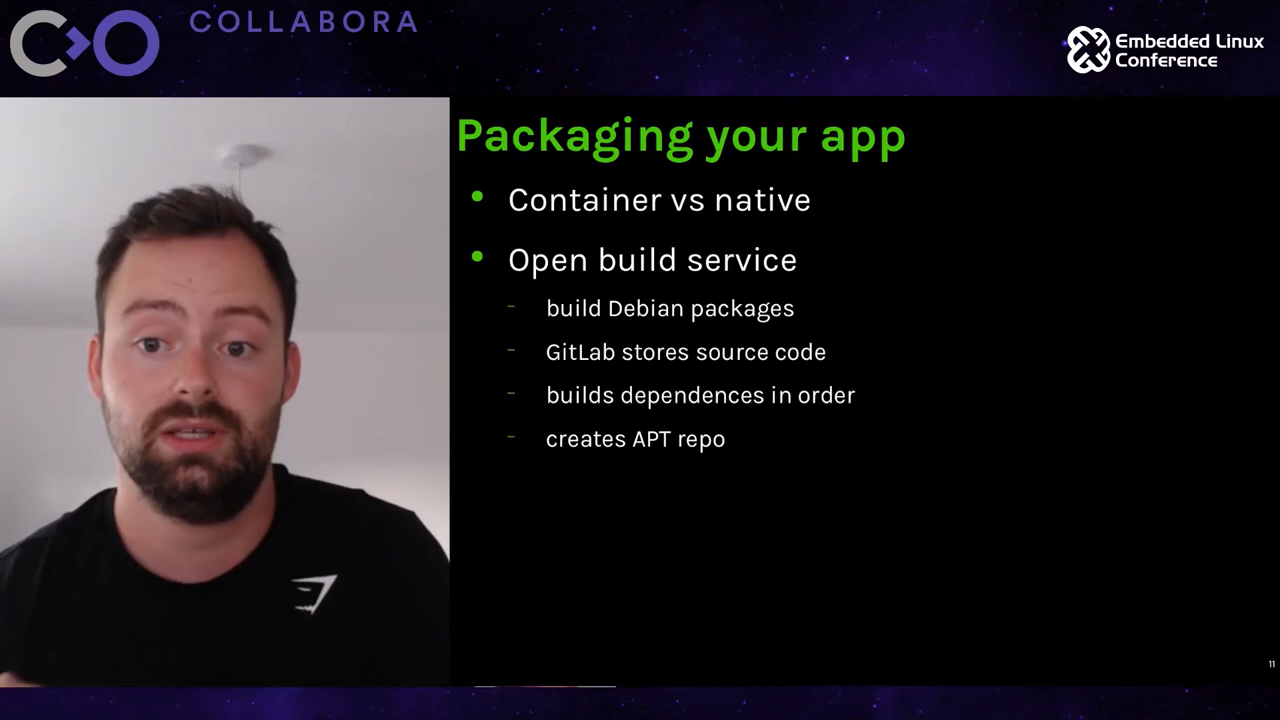 COLLABORA
Embedded Linux
Conference
Packaging your app
Container vs native
Open build service
build Debian packages
GitLab stores source code
builds dependences in order
creates APT repo
11